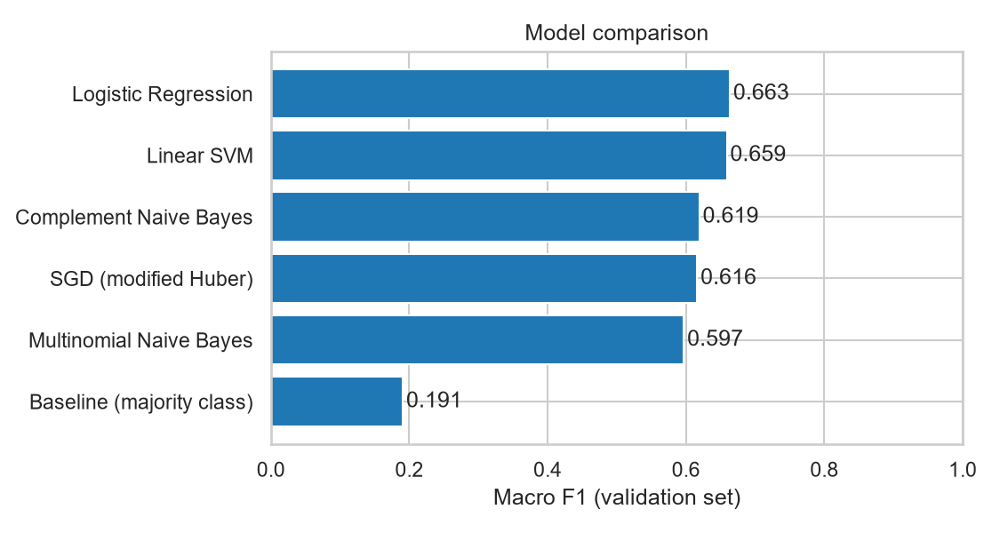 Model comparison
Logistic Regression 0.663
Linear SVM 0.659
Complement Naive Bayes 0.619
SGD (modified Huber) 0.616
Multinomial Naive Bayes 0.597
Baseline (majority class) 0.191
0.0 0.2 0.4 0.6 0.8 1.0
Macro F1 (validation set)